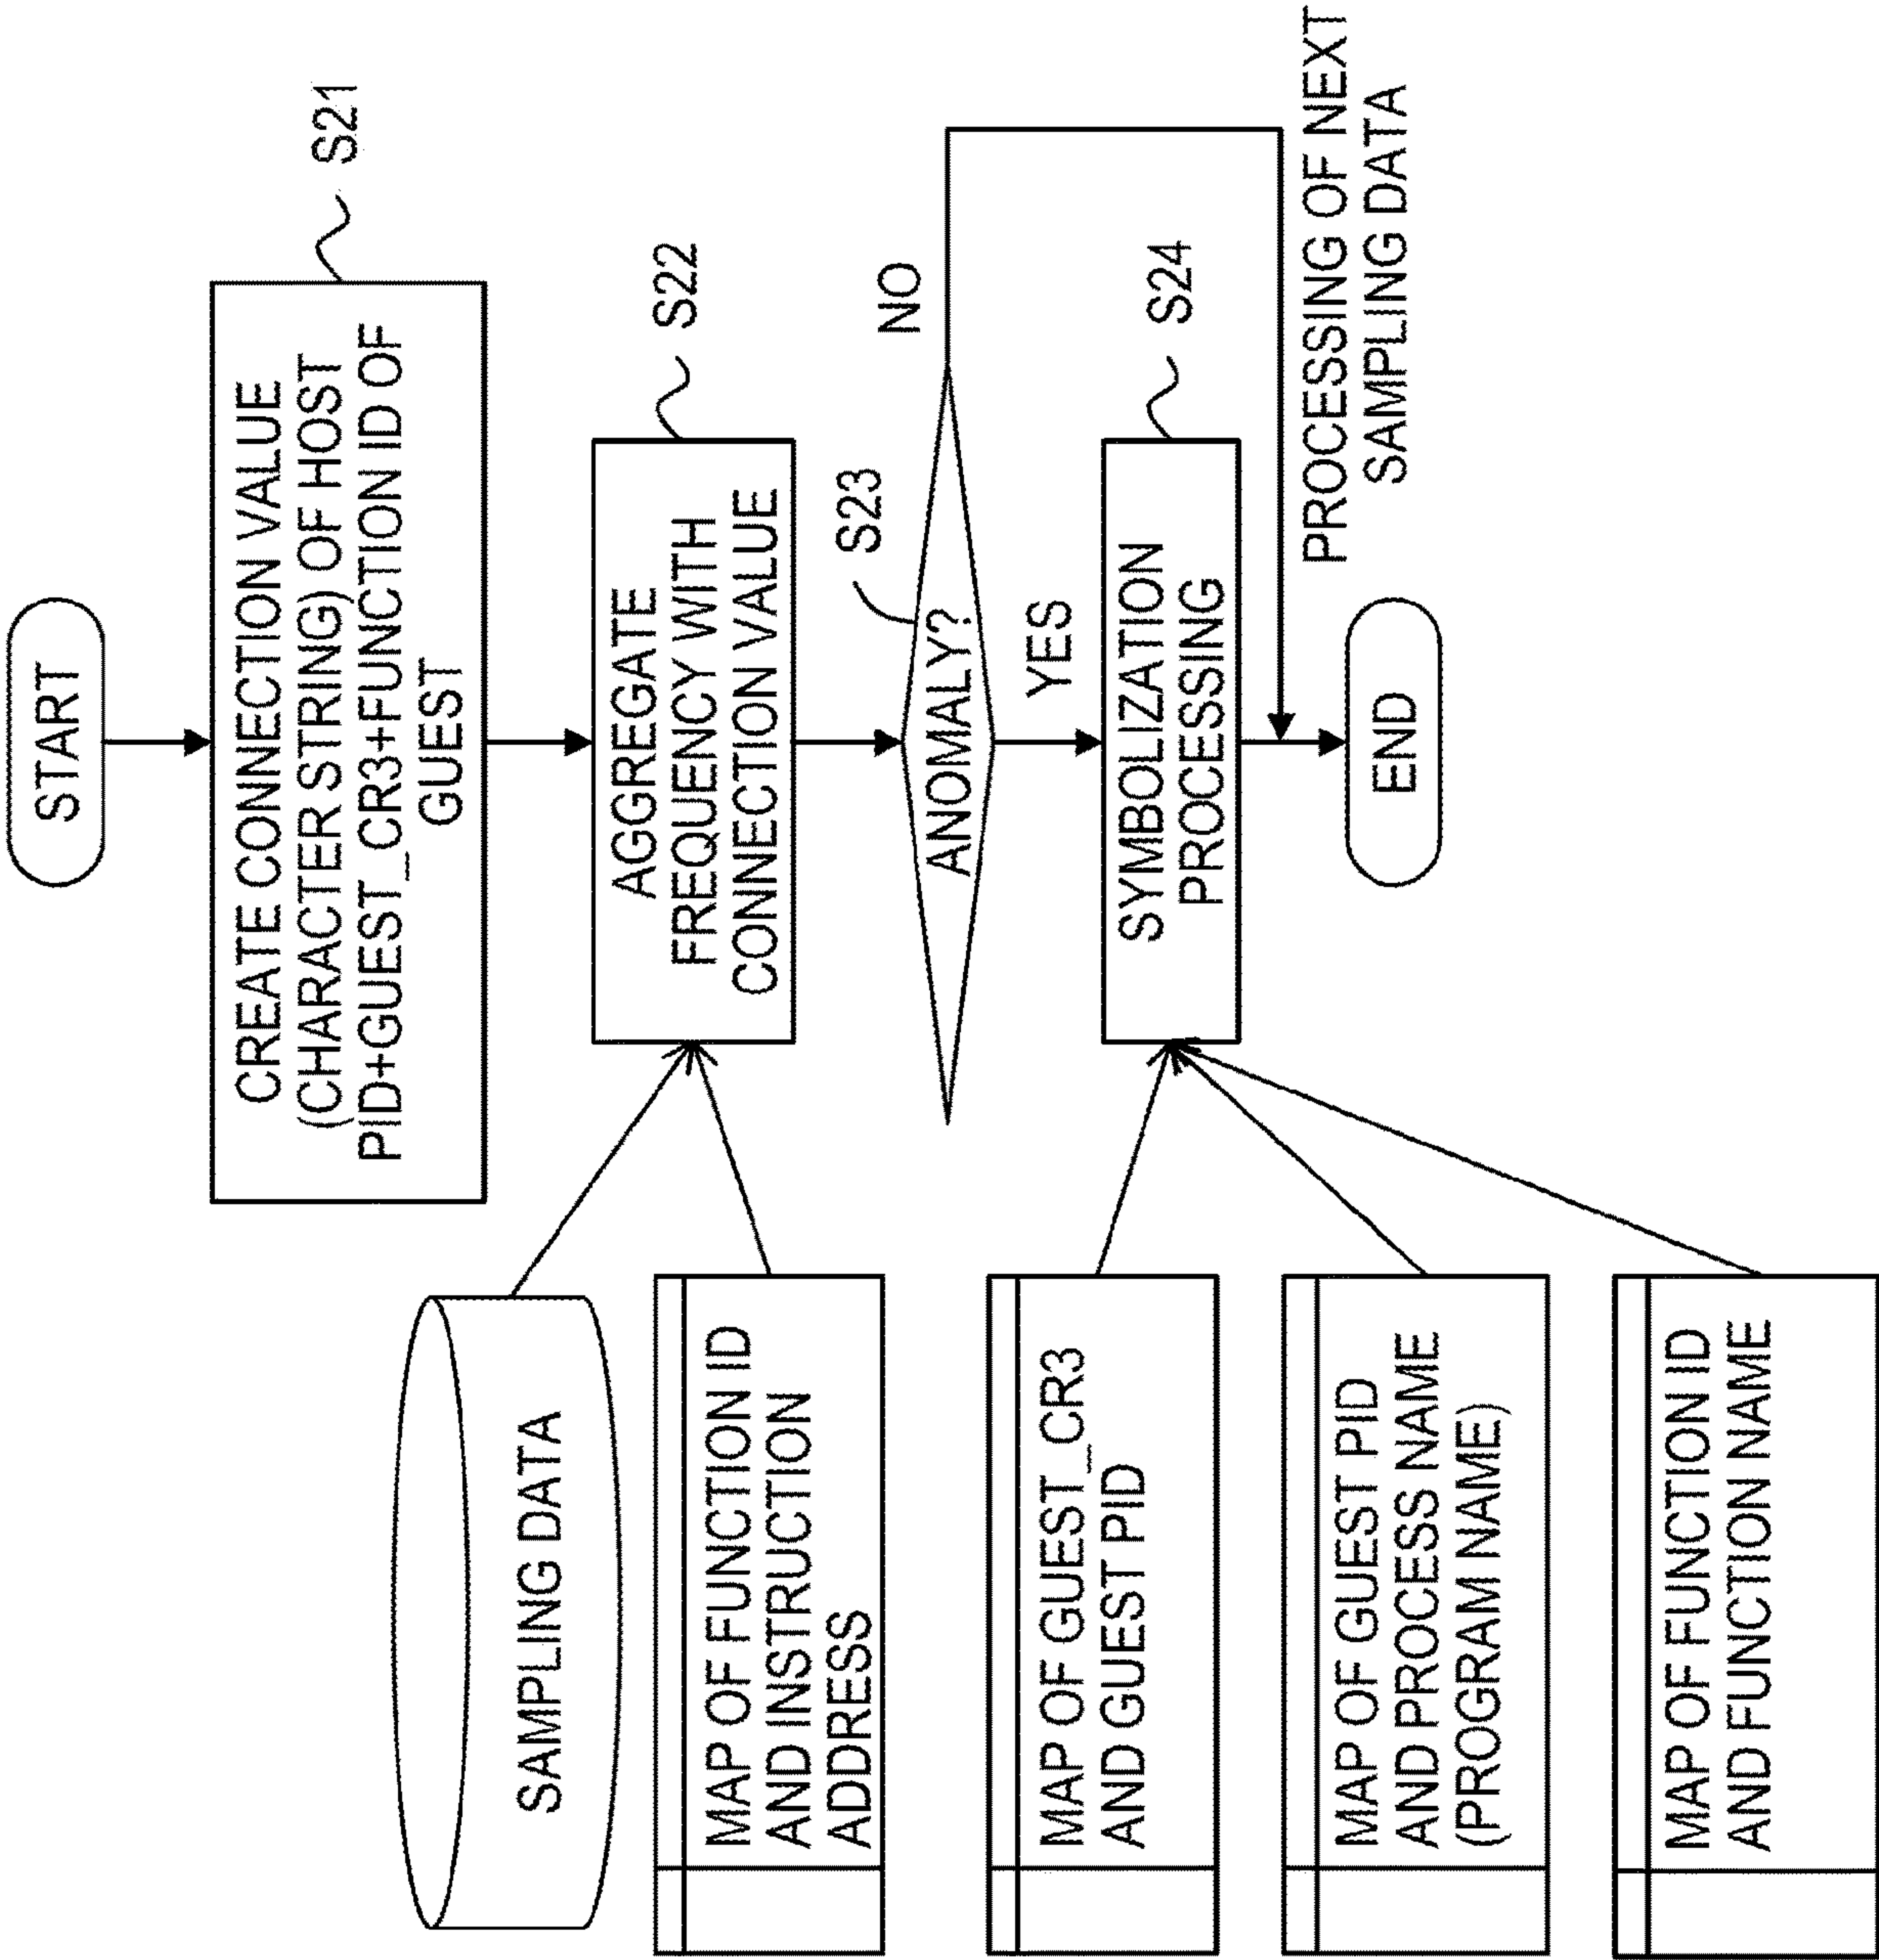 START
CREATE CONNECTION VALUE
(CHARACTER STRING) OF HOST
PID+GUEST_CR3+FUNCTION ID OF
GUEST
S21
SAMPLING DATA
MAP OF FUNCTION ID
AND INSTRUCTION
ADDRESS
AGGREGATE
FREQUENCY WITH
CONNECTION VALUE
S22
S23
ANOMALY?
NO
YES
MAP OF GUEST_CR3
AND GUEST PID
MAP OF GUEST PID
AND PROCESS NAME
(PROGRAM NAME)
MAP OF FUNCTION ID
AND FUNCTION NAME
SYMBOLIZATION
PROCESSING
S24
PROCESSING OF NEXT
SAMPLING DATA
END